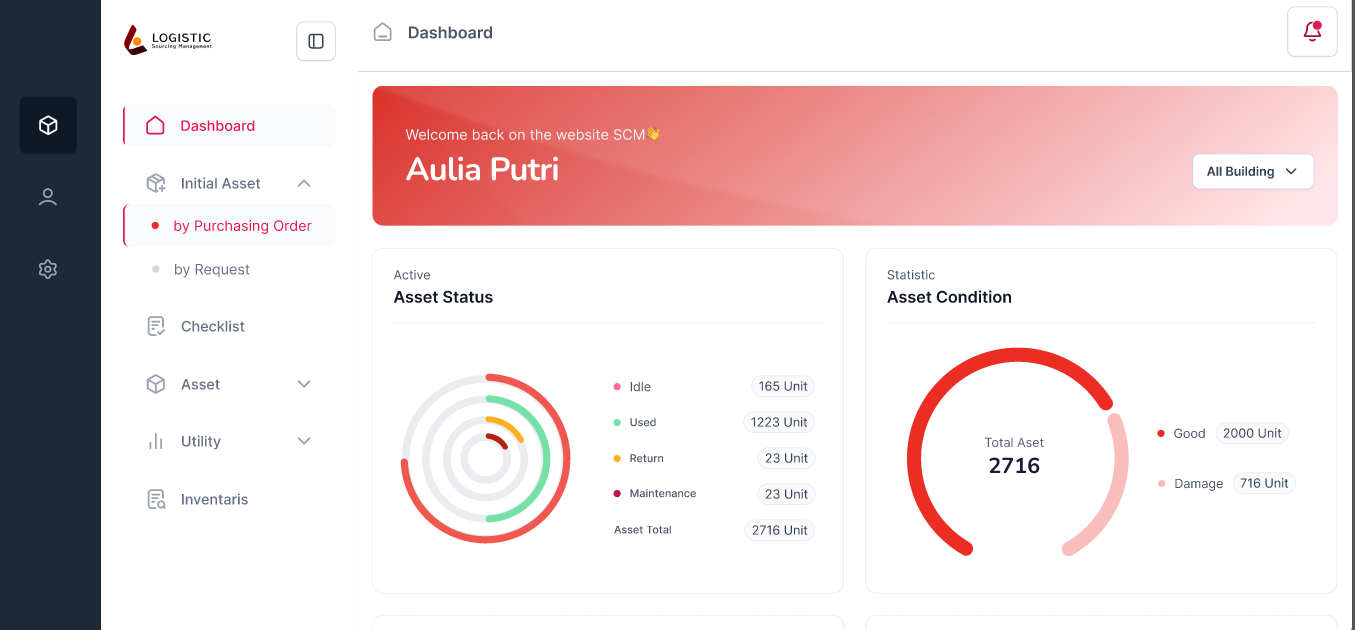 LOGISTIC
Sourcing Management
Dashboard
Initial Asset
by Purchasing Order
by Request
Checklist
Asset
Utility
Inventaris
Dashboard
Welcome back on the website SCM👋
Aulia Putri
All Building
Active
Asset Status
Idle 165 Unit
Used 1223 Unit
Return 23 Unit
Maintenance 23 Unit
Asset Total 2716 Unit
Statistic
Asset Condition
Total Aset
2716
Good 2000 Unit
Damage 716 Unit